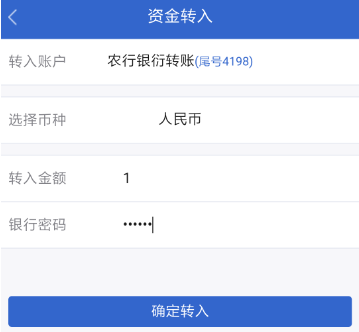 资金转入
转入账户 农行银衍转账(尾号4198)
选择币种 人民币
转入金额 1
银行密码 ••••••
确定转入